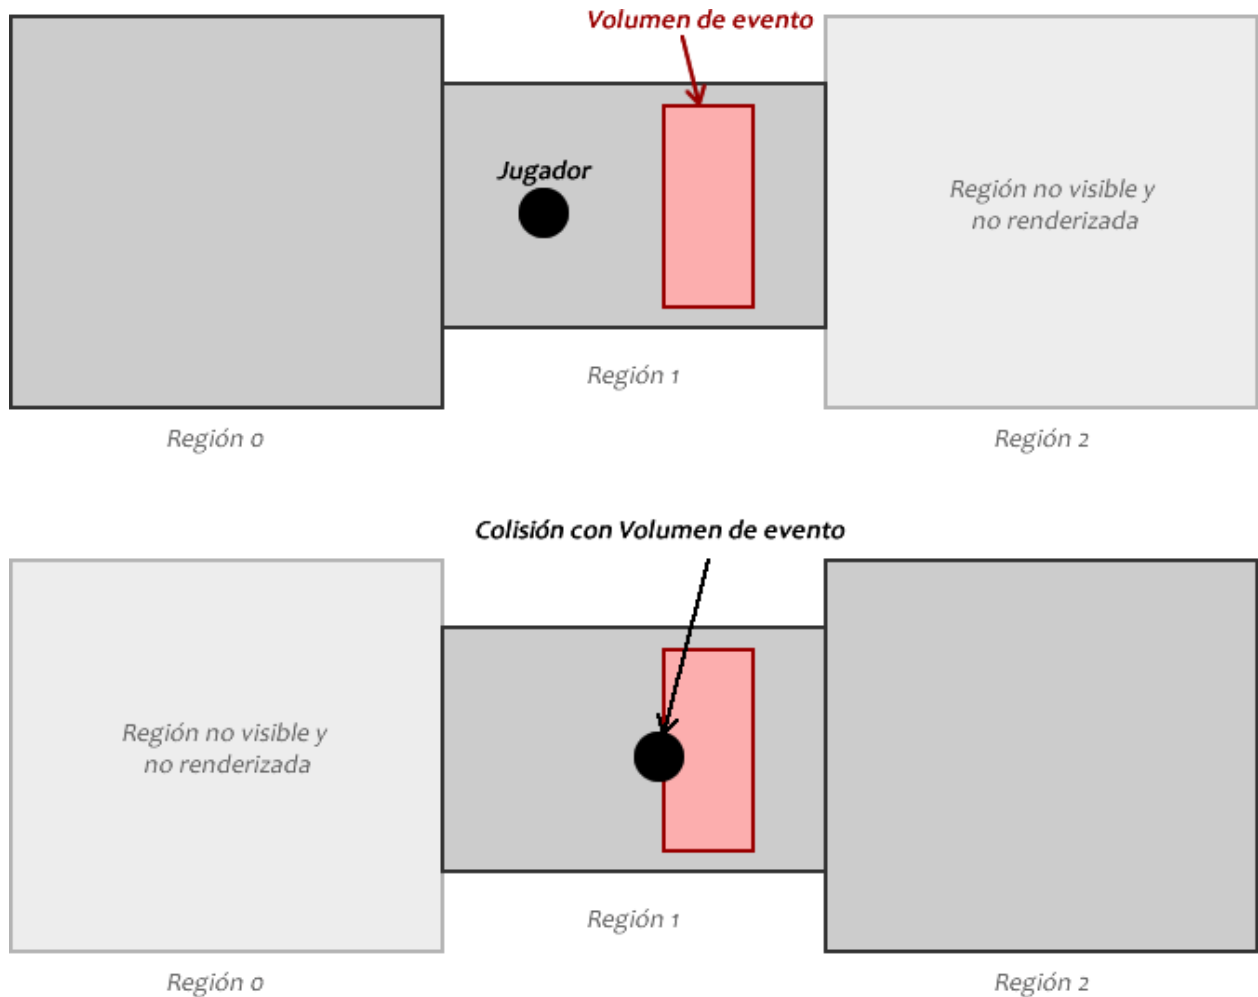 Volumen de evento
Jugador
Región no visible y
no renderizada
Región 1
Región 0
Región 2
Colisión con Volumen de evento
Región no visible y
no renderizada
Región 1
Región 0
Región 2